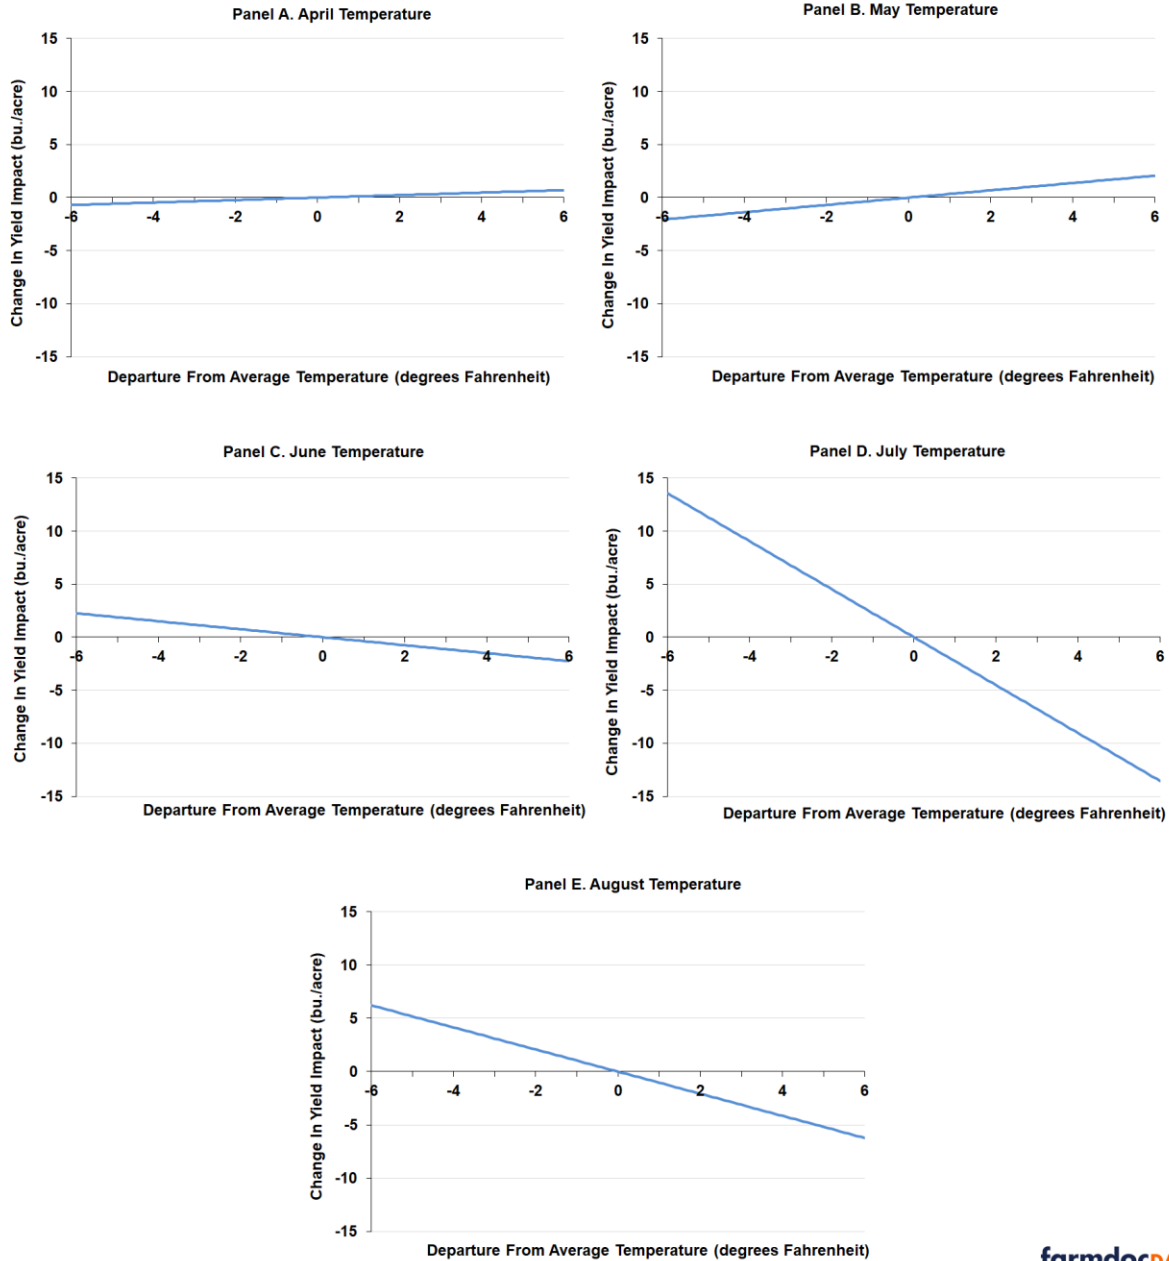 Panel A. April Temperature
15
10
5
0
-5
-10
-15
-6 -4 -2 0 2 4 6
Change In Yield Impact (bu./acre)
Departure From Average Temperature (degrees Fahrenheit)
Panel B. May Temperature
15
10
5
0
-5
-10
-15
-6 -4 -2 0 2 4 6
Change In Yield Impact (bu./acre)
Departure From Average Temperature (degrees Fahrenheit)
Panel C. June Temperature
15
10
5
0
-5
-10
-15
-6 -4 -2 0 2 4 6
Change In Yield Impact (bu./acre)
Departure From Average Temperature (degrees Fahrenheit)
Panel D. July Temperature
15
10
5
0
-5
-10
-15
-6 -4 -2 0 2 4 6
Change In Yield Impact (bu./acre)
Departure From Average Temperature (degrees Fahrenheit)
Panel E. August Temperature
15
10
5
0
-5
-10
-15
-6 -4 -2 0 2 4 6
Change In Yield Impact (bu./acre)
Departure From Average Temperature (degrees Fahrenheit)